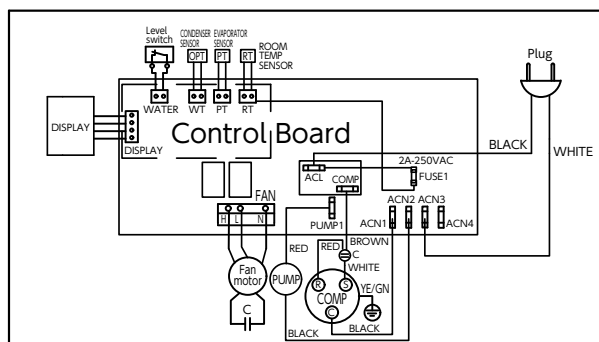 Level
switch
CONDENSER
SENSOR
EVAPORATOR
SENSOR
ROOM
TEMP
SENSOR
OPT
PT
RT
Plug
WATER
WT
PT
RT
DISPLAY
DISPLAY
Control Board
BLACK
WHITE
ACL
COMP
2A-250VAC
FUSE1
FAN
H
L
N
PUMP1
ACN1
ACN2
ACN3
ACN4
RED
RED
BROWN
C
WHITE
Fan
motor
PUMP
R
S
COMP
C
YE/GN
C
BLACK
BLACK